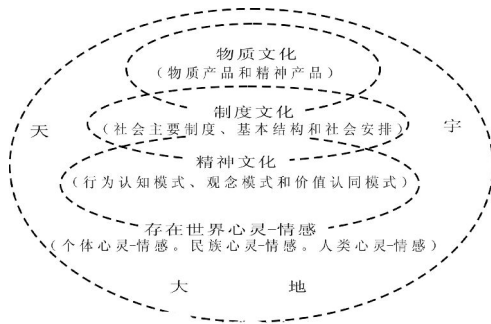 物质文化
（物质产品和精神产品）
制度文化
（社会主要制度、基本结构和社会安排）
天 宇
精神文化
（行为认知模式、观念模式和价值认同模式）
存在世界心灵-情感
（个体心灵-情感。民族心灵-情感。人类心灵-情感）
大 地